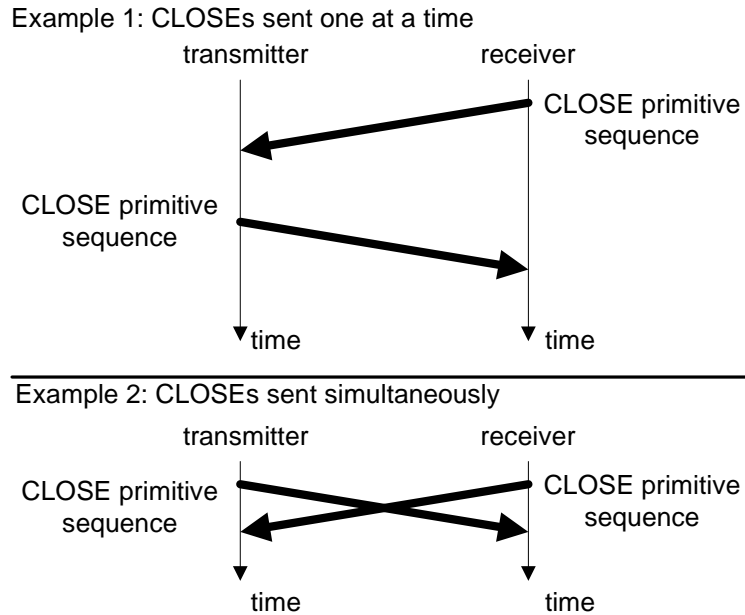 Example 1: CLOSEs sent one at a time
transmitter receiver
CLOSE primitive
sequence
CLOSE primitive
sequence
time time
Example 2: CLOSEs sent simultaneously
transmitter receiver
CLOSE primitive
sequence
CLOSE primitive
sequence
time time